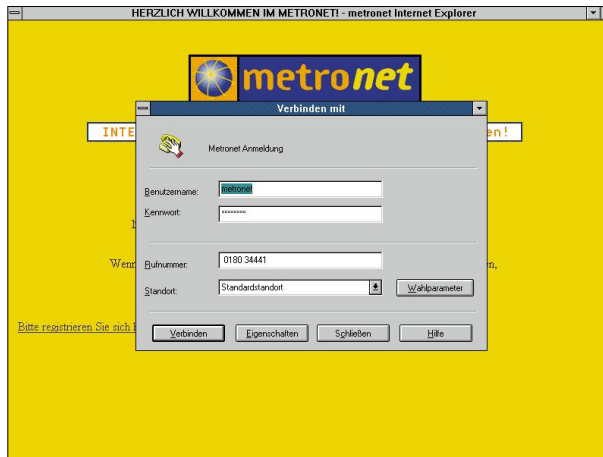 HERZLICH WILLKOMMEN IM METRONET! - metronet Internet Explorer
metronet
Verbinden mit
INTE en!
Metronet Anmeldung
Benutzername: metronet
Kennwort: ********
Wenn en,
Rufnummer: 0180 34441
Standort: Standardstandort Wahlparameter
Bitte registrieren Sie sich
Verbinden Eigenschaften Schließen Hilfe